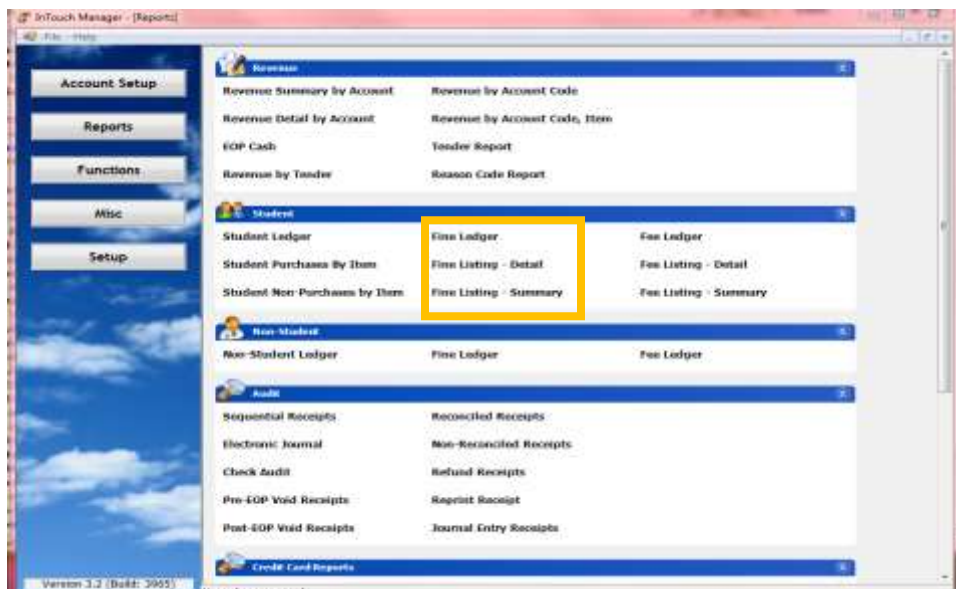 InTouch Manager - [Reports]
File Help
Account Setup
Reports
Functions
Misc
Setup
Version 3.2 (Build: 3965)
Revenue
Revenue Summary by Account Revenue by Account Code
Revenue Detail by Account Revenue by Account Code, Item
EOP Cash Tender Report
Revenue by Tender Reason Code Report
Student
Student Ledger Fine Ledger Fee Ledger
Student Purchases By Item Fine Listing - Detail Fee Listing - Detail
Student Non-Purchases by Item Fine Listing - Summary Fee Listing - Summary
Non-Student
Non-Student Ledger Fine Ledger Fee Ledger
Audit
Sequential Receipts Reconciled Receipts
Electronic Journal Non-Reconciled Receipts
Check Audit Refund Receipts
Pre-EOP Void Receipts Reprint Receipt
Post-EOP Void Receipts Journal Entry Receipts
Credit Card Reports